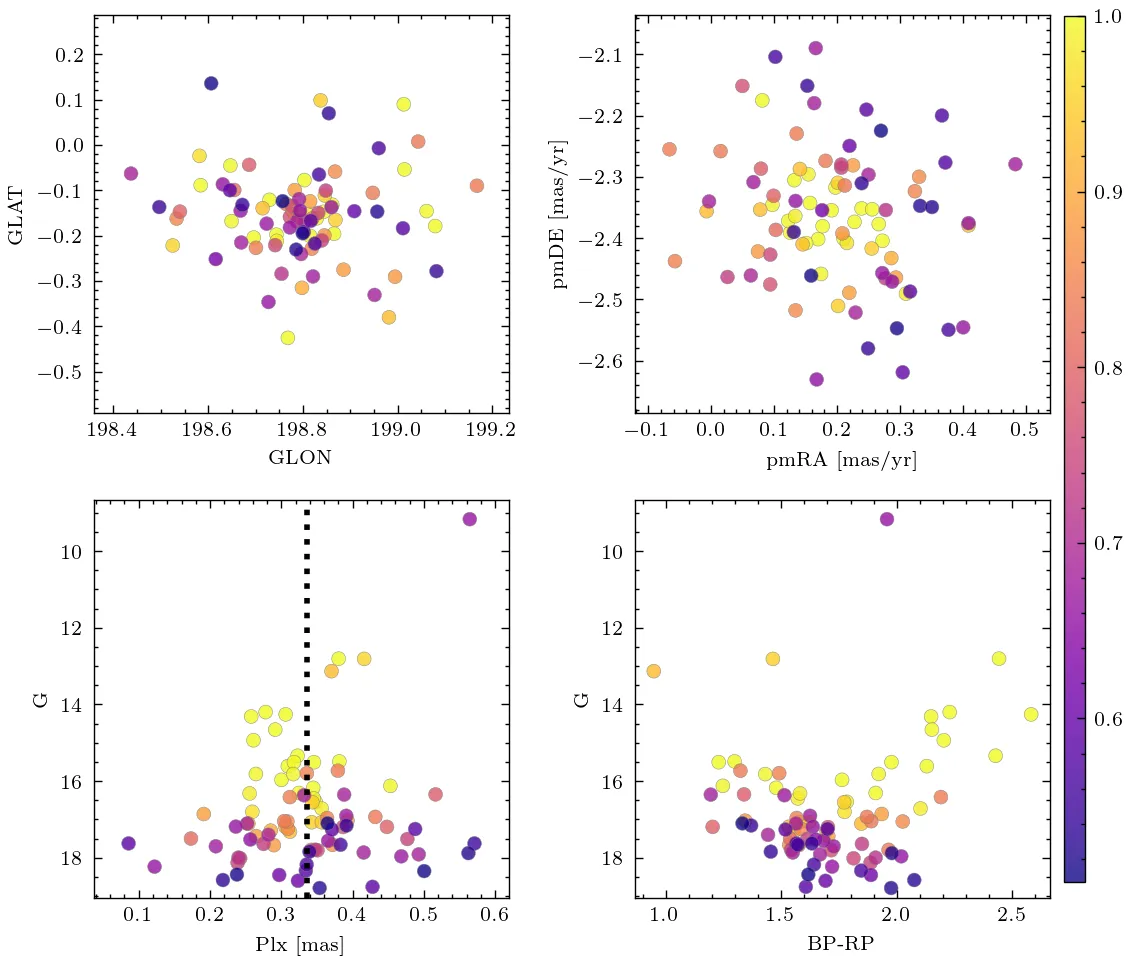 0.2
0.1
0.0
−0.1
−0.2
−0.3
−0.4
−0.5
GLAT
198.4 198.6 198.8 199.0 199.2
GLON
−2.1
−2.2
−2.3
−2.4
−2.5
−2.6
pmDE [mas/yr]
−0.1 0.0 0.1 0.2 0.3 0.4 0.5
pmRA [mas/yr]
10
12
14
16
18
G
0.1 0.2 0.3 0.4 0.5 0.6
Plx [mas]
10
12
14
16
18
G
1.0 1.5 2.0 2.5
BP-RP
1.0
0.9
0.8
0.7
0.6